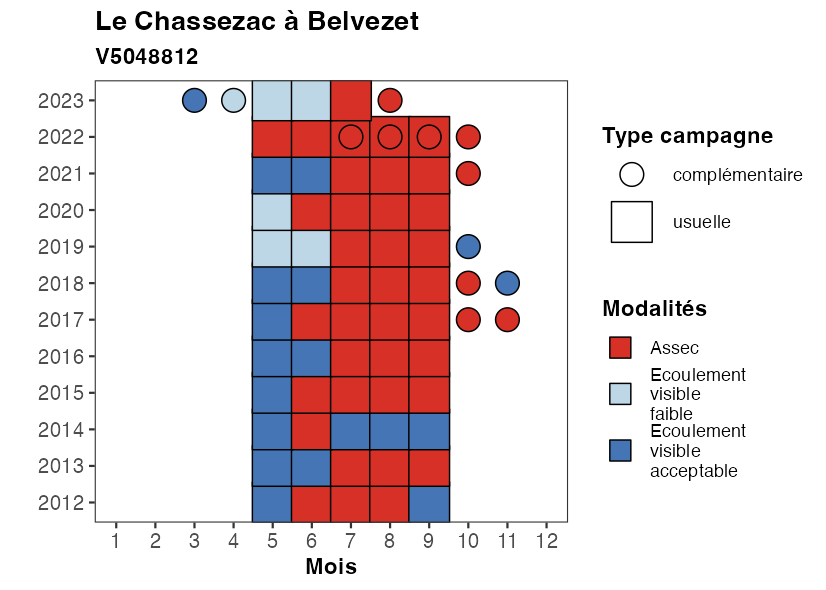 Le Chassezac à Belvezet
V5048812
2023
2022
2021
2020
2019
2018
2017
2016
2015
2014
2013
2012
1 2 3 4 5 6 7 8 9 10 11 12
Mois
Type campagne
complémentaire
usuelle
Modalités
Assec
Ecoulement
visible
faible
Ecoulement
visible
acceptable